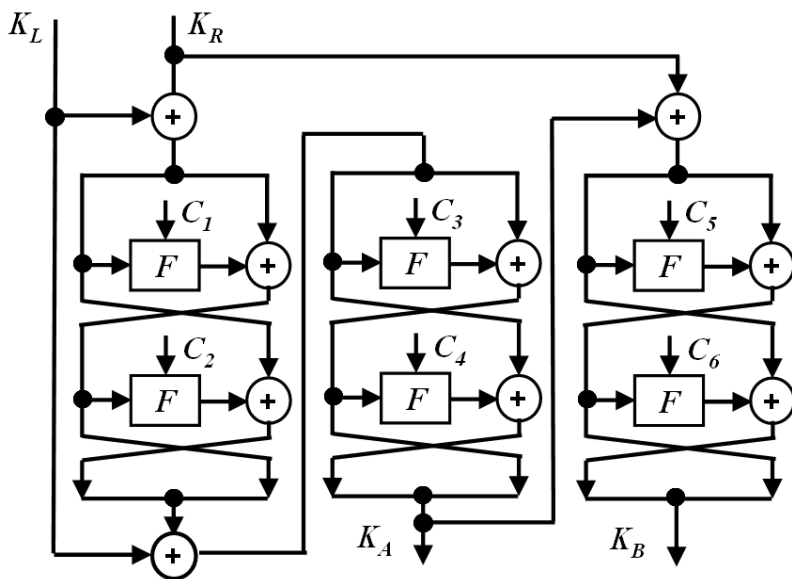 K_L K_R
+ +
C_1 C_3 C_5
F + F + F +
C_2 C_4 C_6
F + F + F +
+ K_A K_B